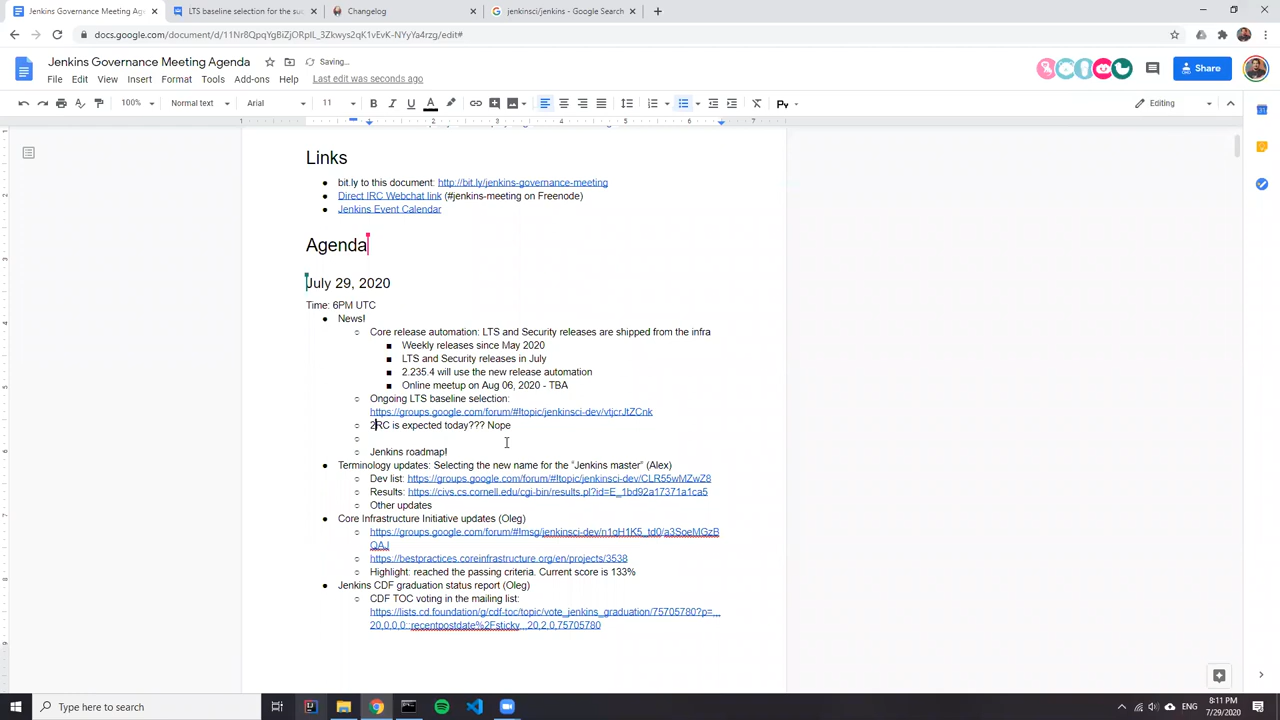 Jenkins Governance Meeting Age
LTS baseline selection for the suc
Changelog
jenkinsci/jenkins - Google Search
docs.google.com/document/d/11Nr8QpqYgBiZjORpIL_3Zkwys2qK1vEvK-NYyYa4rzg/edit#
Jenkins Governance Meeting Agenda
Saving...
File Edit View Insert Format Tools Add-ons Help Last edit was seconds ago
Share
100% Normal text Arial 11 B I U A Editing
1 1 2 3 4 5 6 7
Links
bit.ly to this document: http://bit.ly/jenkins-governance-meeting
Direct IRC Webchat link (#jenkins-meeting on Freenode)
Jenkins Event Calendar
Agenda
July 29, 2020
Time: 6PM UTC
News!
Core release automation: LTS and Security releases are shipped from the infra
Weekly releases since May 2020
LTS and Security releases in July
2.235.4 will use the new release automation
Online meetup on Aug 06, 2020 - TBA
Ongoing LTS baseline selection:
https://groups.google.com/forum/#!topic/jenkinsci-dev/vtjcrJtZCnk
2RC is expected today??? Nope
Jenkins roadmap!
Terminology updates: Selecting the new name for the "Jenkins master" (Alex)
Dev list: https://groups.google.com/forum/#!topic/jenkinsci-dev/CLR55wMZwZ8
Results: https://civs.cs.cornell.edu/cgi-bin/results.pl?id=E_1bd92a17371a1ca5
Other updates
Core Infrastructure Initiative updates (Oleg)
https://groups.google.com/forum/#!msg/jenkinsci-dev/n1qH1K5_td0/a3SoeMGzB
QAJ
https://bestpractices.coreinfrastructure.org/en/projects/3538
Highlight: reached the passing criteria. Current score is 133%
Jenkins CDF graduation status report (Oleg)
CDF TOC voting in the mailing list:
https://lists.cd.foundation/g/cdf-toc/topic/vote_jenkins_graduation/75705780?p=,,,
20,0,0,0::recentpostdate%2Fsticky,,,20,2,0,75705780
Type here to search
ENG
8:11 PM
7/29/2020